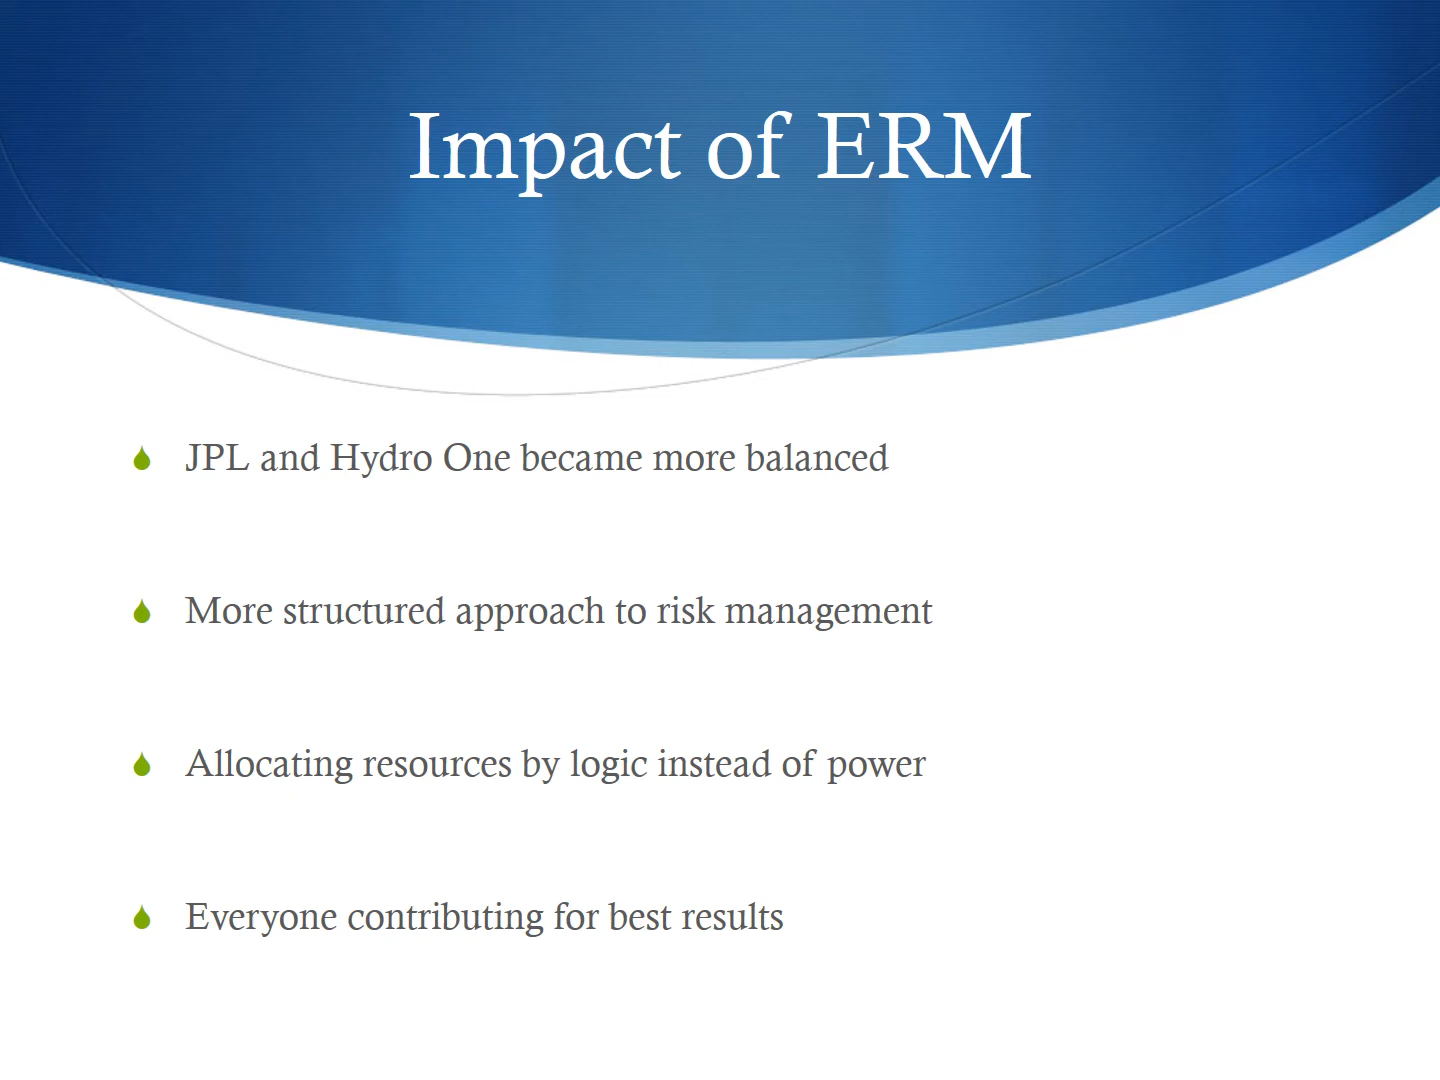 Impact of ERM
JPL and Hydro One became more balanced
More structured approach to risk management
Allocating resources by logic instead of power
Everyone contributing for best results